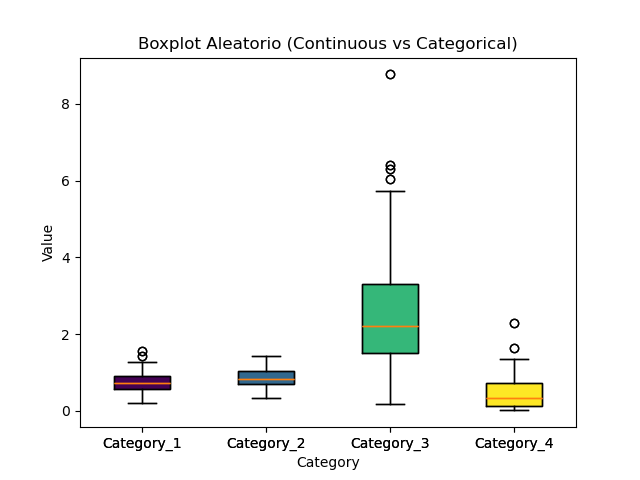 Boxplot Aleatorio (Continuous vs Categorical)
8
6
4
2
0
Value
Category_1 Category_2 Category_3 Category_4
Category